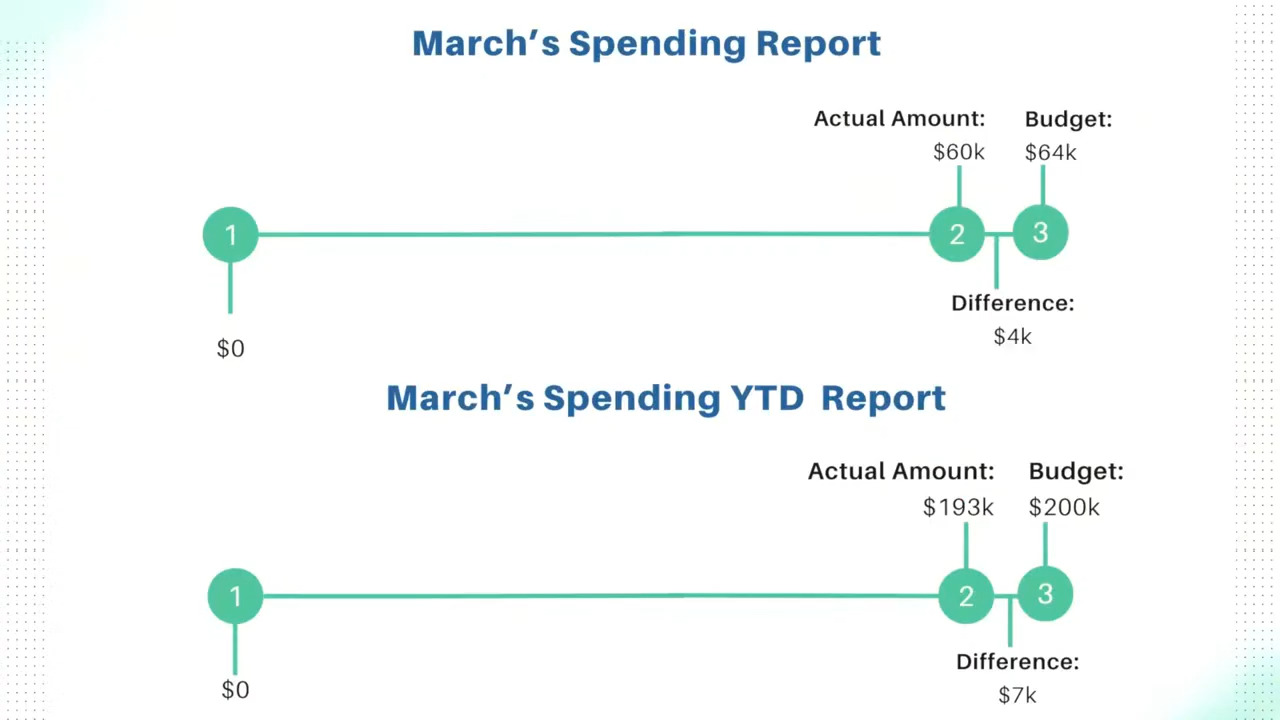 March’s Spending Report
Actual Amount: Budget:
$60k $64k
1 2 3
Difference:
$4k
$0
March’s Spending YTD Report
Actual Amount: Budget:
$193k $200k
1 2 3
Difference:
$0 $7k